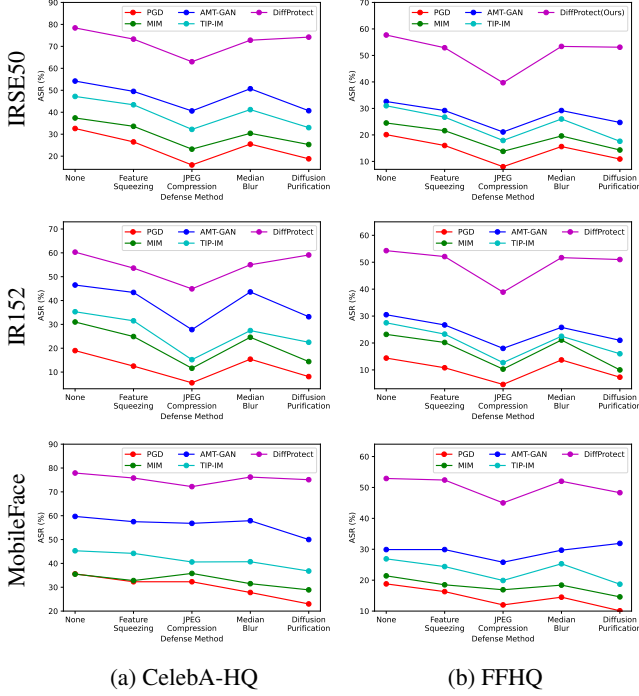 IRSE50
90
80
70
60
50
40
30
20
ASR (%)
PGD
MIM
AMT-GAN
TIP-IM
DiffProtect
None
Feature
Squeezing
JPEG
Compression
Median
Blur
Diffusion
Purification
Defense Method
70
60
50
40
30
20
10
ASR (%)
PGD
MIM
AMT-GAN
TIP-IM
DiffProtect(Ours)
None
Feature
Squeezing
JPEG
Compression
Median
Blur
Diffusion
Purification
Defense Method
IR152
70
60
50
40
30
20
10
ASR (%)
PGD
MIM
AMT-GAN
TIP-IM
DiffProtect
None
Feature
Squeezing
JPEG
Compression
Median
Blur
Diffusion
Purification
Defense Method
60
50
40
30
20
10
ASR (%)
PGD
MIM
AMT-GAN
TIP-IM
DiffProtect
None
Feature
Squeezing
JPEG
Compression
Median
Blur
Diffusion
Purification
Defense Method
MobileFace
90
80
70
60
50
40
30
20
ASR (%)
PGD
MIM
AMT-GAN
TIP-IM
DiffProtect
None
Feature
Squeezing
JPEG
Compression
Median
Blur
Diffusion
Purification
Defense Method
60
50
40
30
20
10
ASR (%)
PGD
MIM
AMT-GAN
TIP-IM
DiffProtect
None
Feature
Squeezing
JPEG
Compression
Median
Blur
Diffusion
Purification
Defense Method
(a) CelebA-HQ
(b) FFHQ